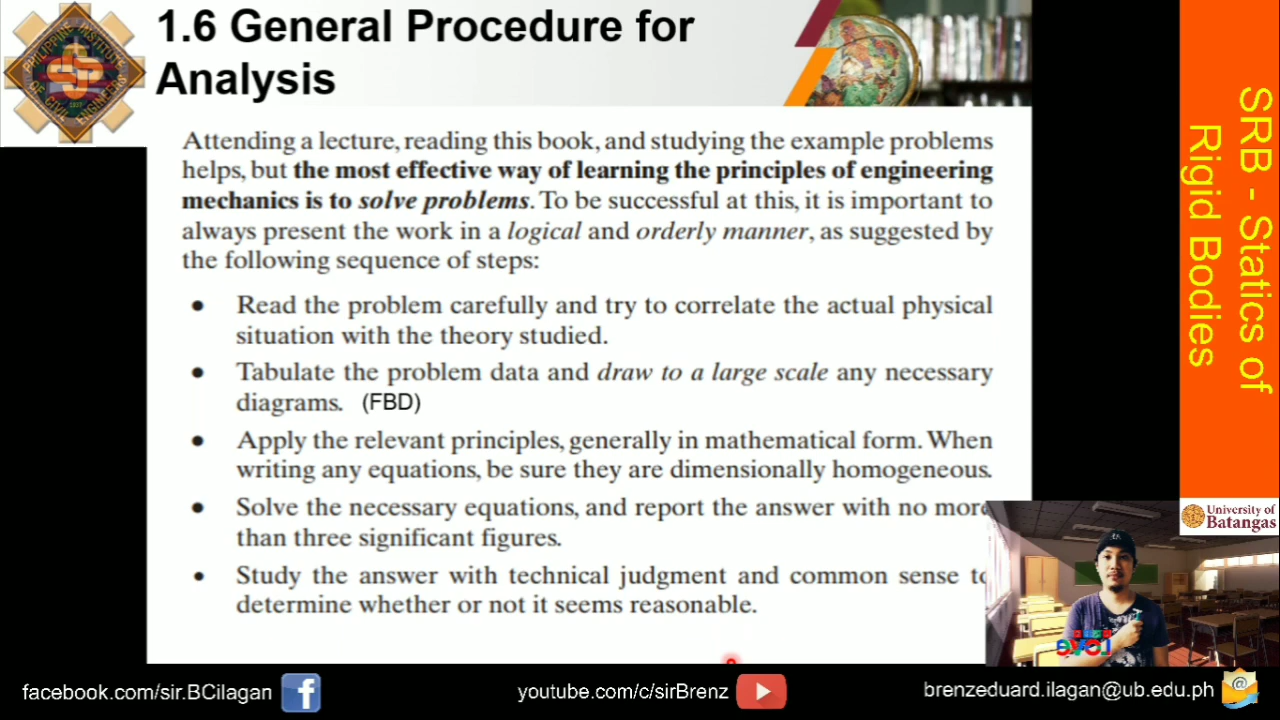 1.6 General Procedure for
Analysis
PHILIPPINE INSTITUTE
OF CIVIL ENGINEERS
Attending a lecture, reading this book, and studying the example problems
helps, but the most effective way of learning the principles of engineering
mechanics is to solve problems. To be successful at this, it is important to
always present the work in a logical and orderly manner, as suggested by
the following sequence of steps:
• Read the problem carefully and try to correlate the actual physical
situation with the theory studied.
• Tabulate the problem data and draw to a large scale any necessary
diagrams. (FBD)
• Apply the relevant principles, generally in mathematical form. When
writing any equations, be sure they are dimensionally homogeneous.
• Solve the necessary equations, and report the answer with no more
than three significant figures.
• Study the answer with technical judgment and common sense to
determine whether or not it seems reasonable.
SRB - Statics of
Rigid Bodies
University of
Batangas
facebook.com/sir.BCilagan
youtube.com/c/sirBrenz
brenzeduard.ilagan@ub.edu.ph